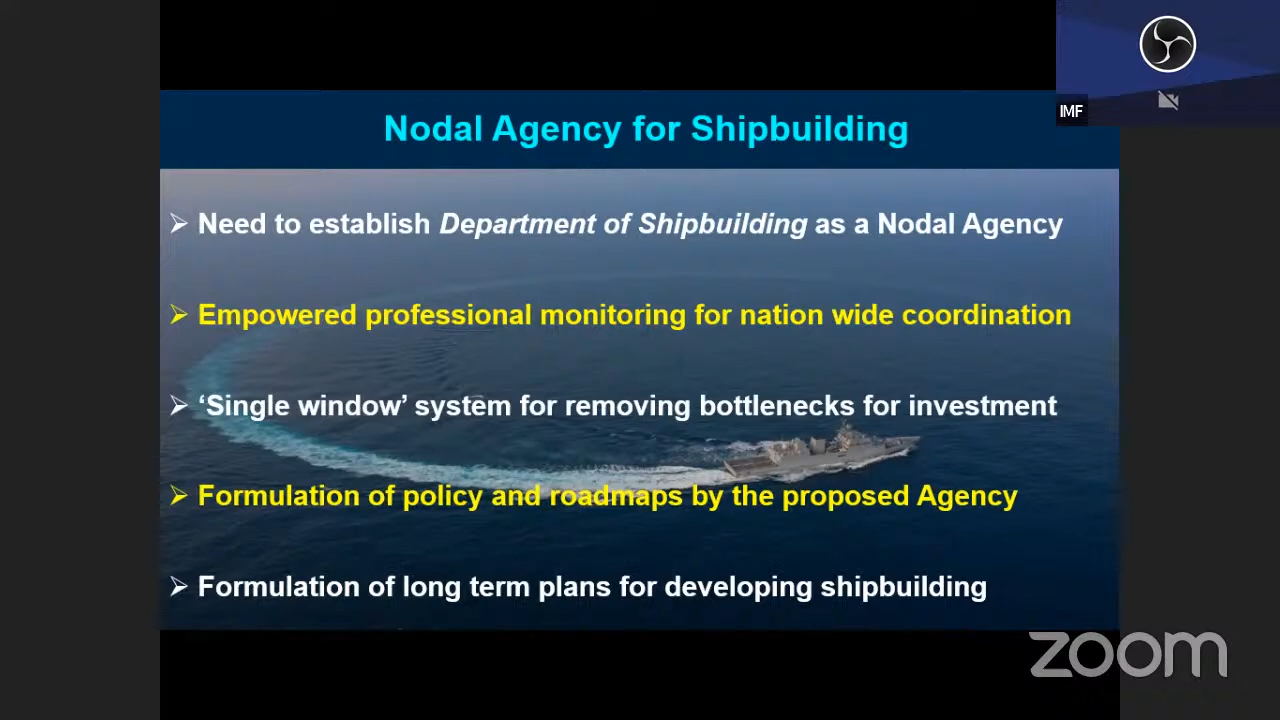 IMF
Nodal Agency for Shipbuilding
➢ Need to establish Department of Shipbuilding as a Nodal Agency
➢ Empowered professional monitoring for nation wide coordination
➢ ‘Single window’ system for removing bottlenecks for investment
➢ Formulation of policy and roadmaps by the proposed Agency
➢ Formulation of long term plans for developing shipbuilding
zoom